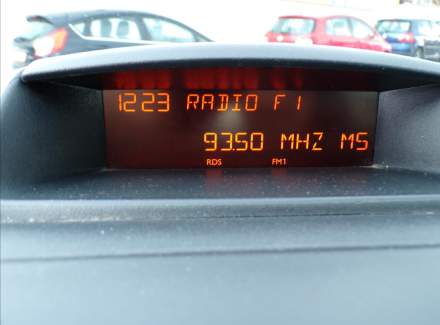 1223 RADIO F1
93.50 MHZ M5
RDS FM1